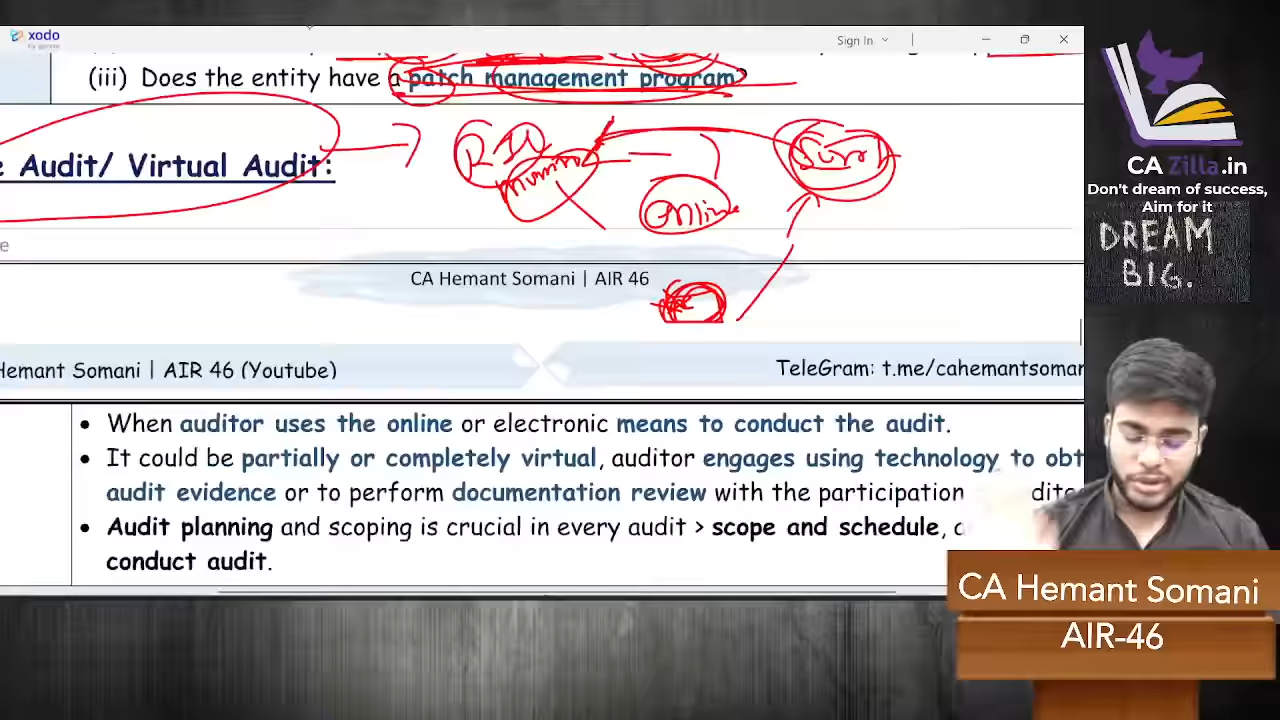 xodo
Sign In
(iii) Does the entity have a patch management program?
e Audit/ Virtual Audit:
Online
e
CA Hemant Somani | AIR 46
Hemant Somani | AIR 46 (Youtube)
TeleGram: t.me/cahemantsomar
• When auditor uses the online or electronic means to conduct the audit.
• It could be partially or completely virtual, auditor engages using technology to obt
audit evidence or to perform documentation review with the participation
• Audit planning and scoping is crucial in every audit > scope and schedule,
conduct audit.
CA Zilla.in
Don't dream of success,
Aim for it
DREAM
BIG.
CA Hemant Somani
AIR-46